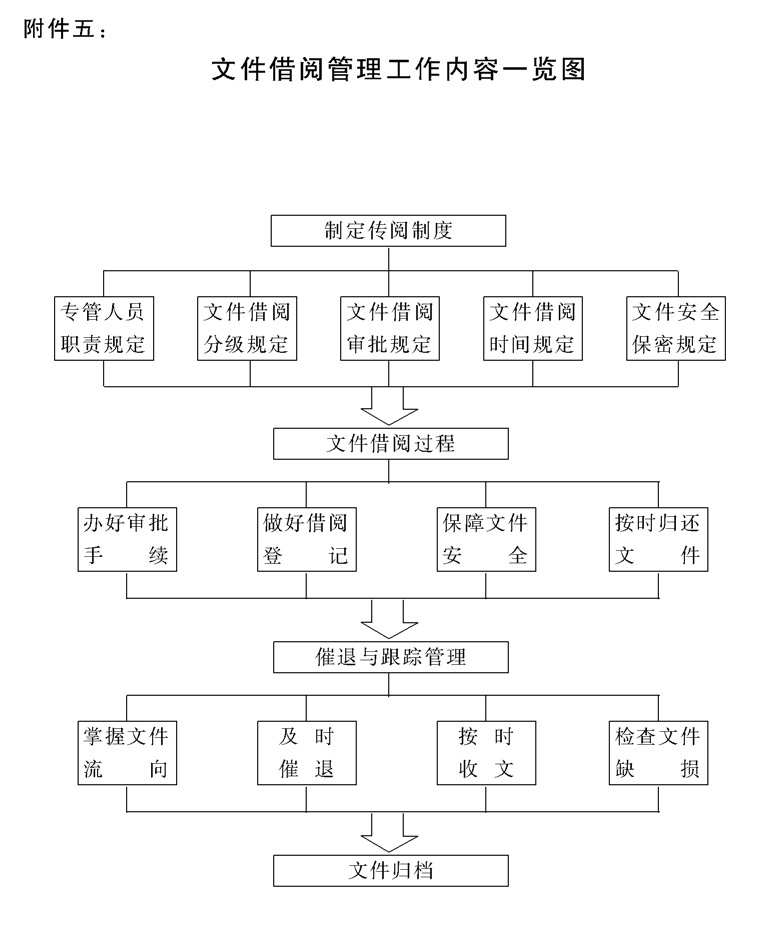 附件五：
文件借阅管理工作内容一览图
制定传阅制度
专管人员
职责规定
文件借阅
分级规定
文件借阅
审批规定
文件借阅
时间规定
文件安全
保密规定
文件借阅过程
办好审批
手续
做好借阅
登记
保障文件
安全
按时归还
文件
催退与跟踪管理
掌握文件
流向
及时
催退
按时
收文
检查文件
缺损
文件归档